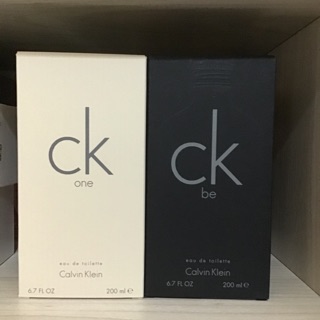 ck
one
eau de toilette
Calvin Klein
6.7 FL OZ 200 ml e
ck
be
eau de toilette
Calvin Klein
6.7 FL OZ 200 ml e